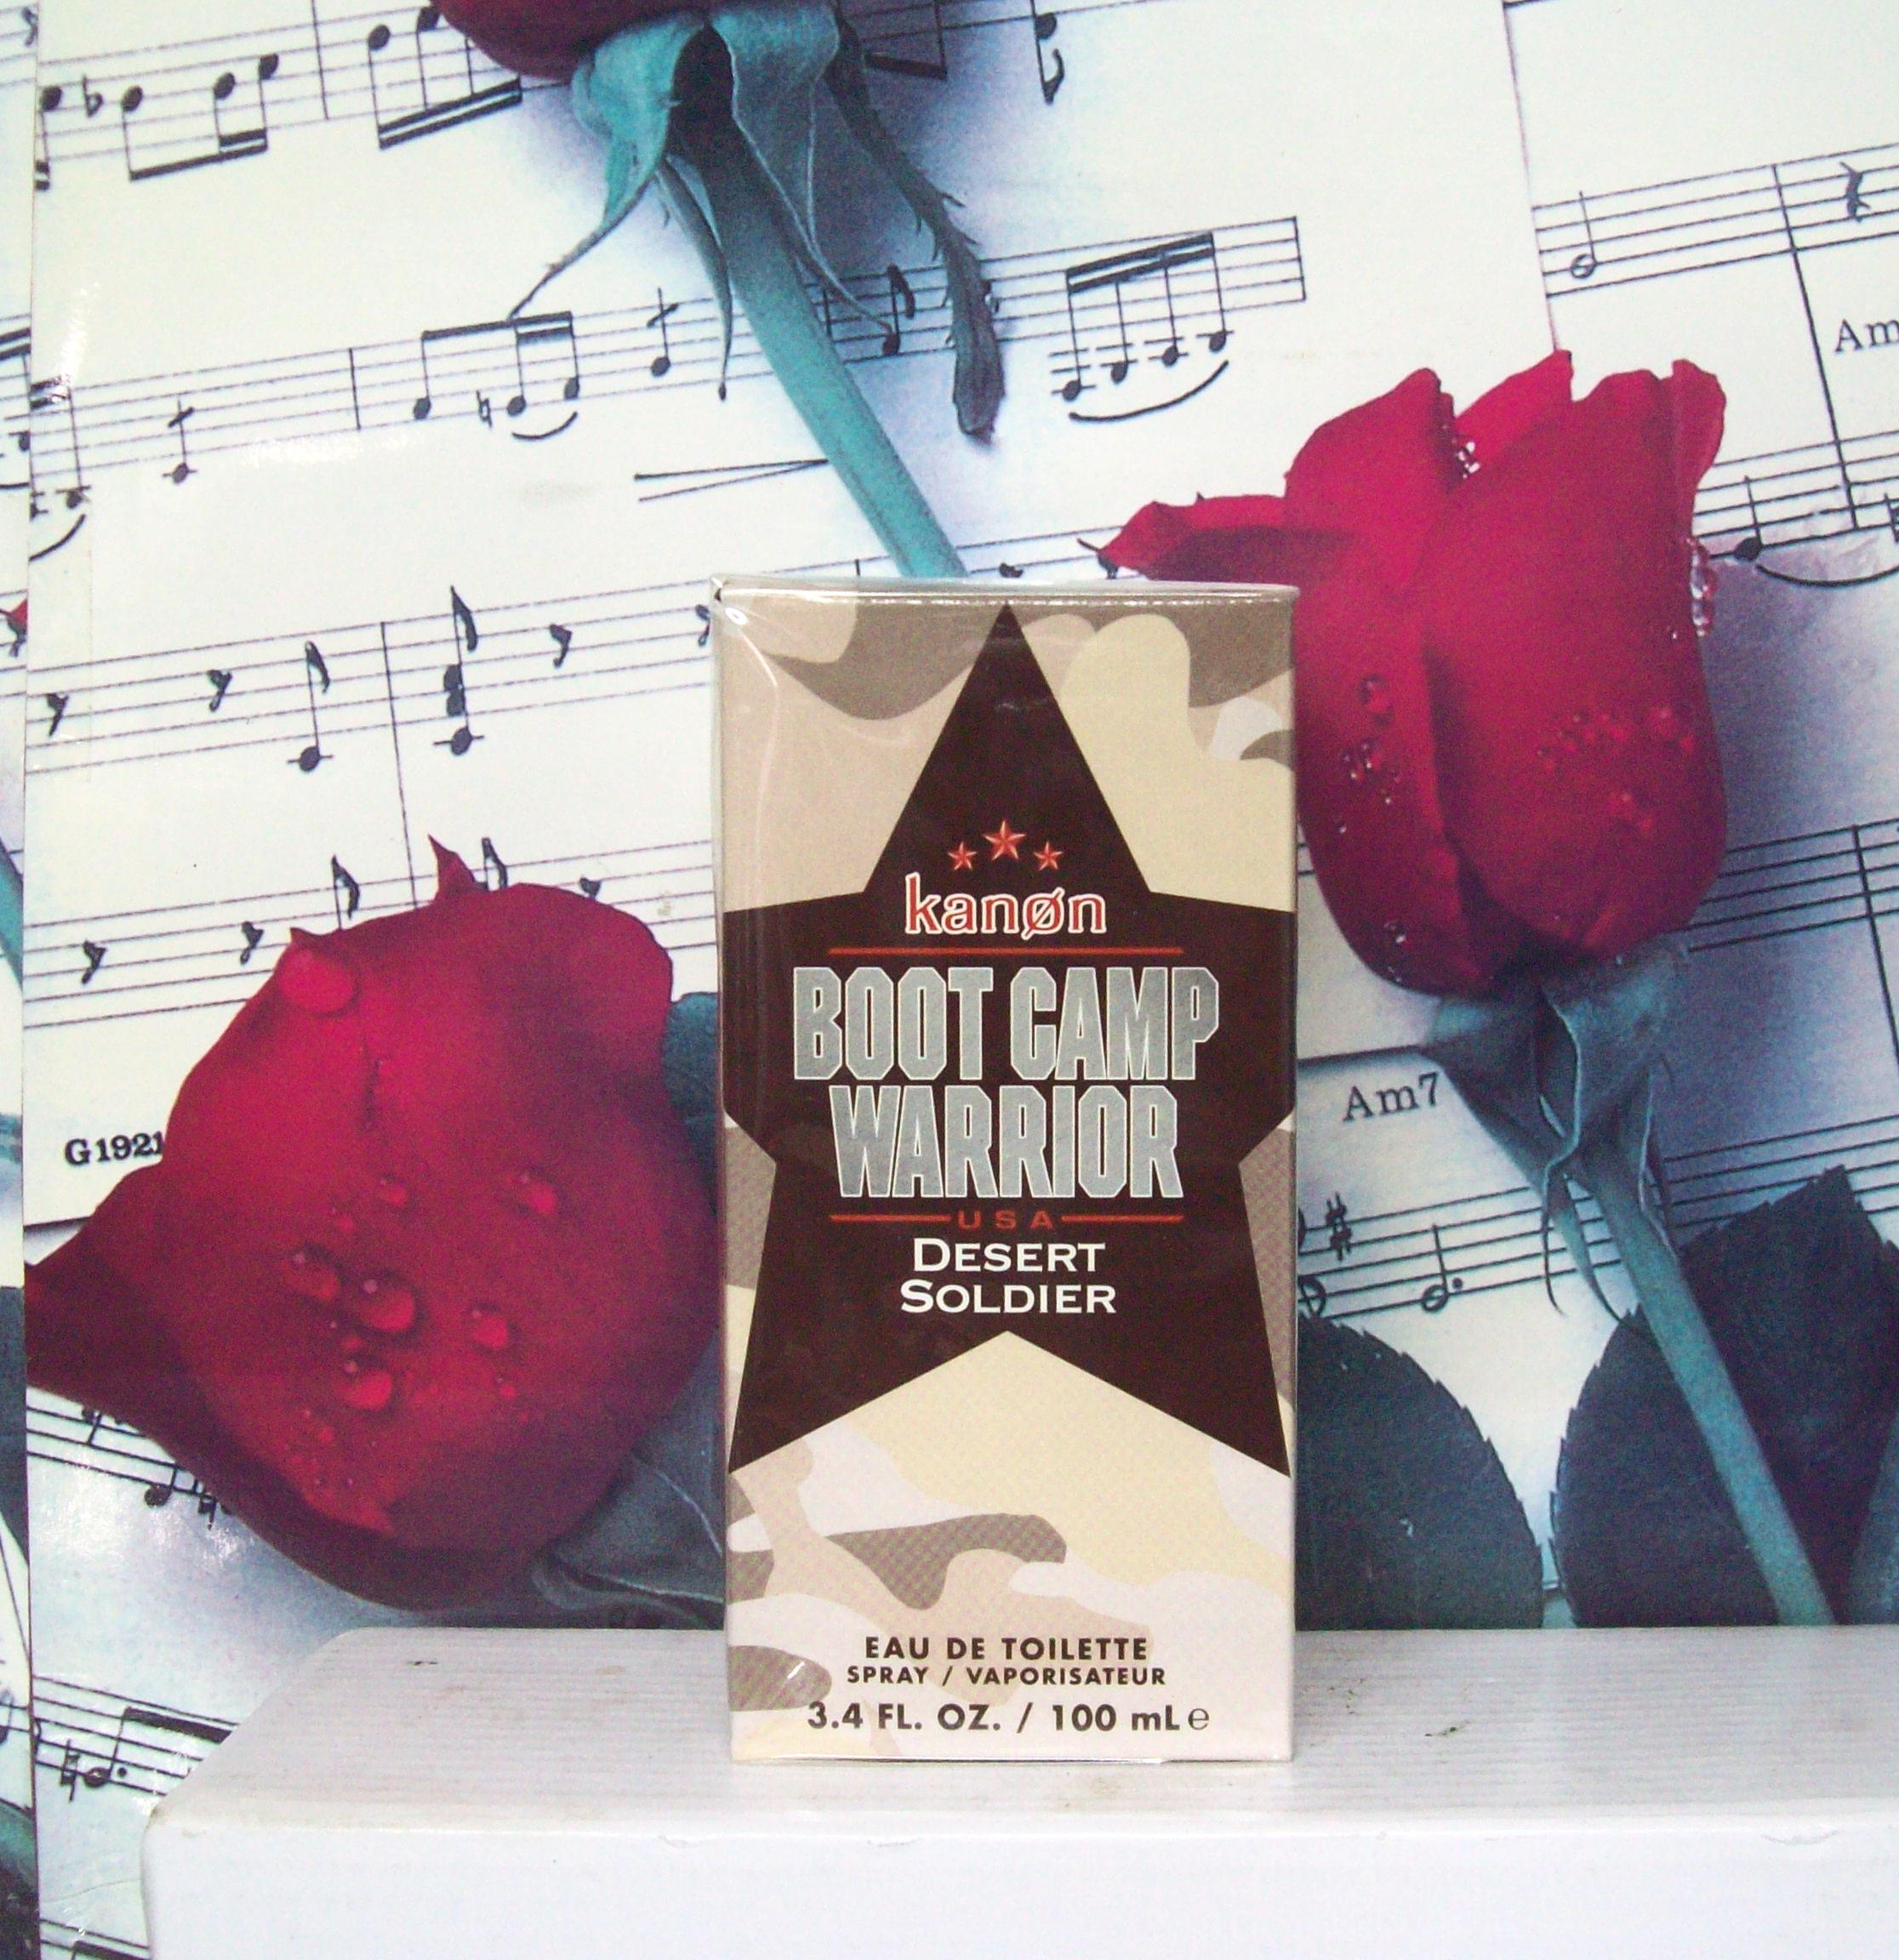 Am
kanøn
BOOT CAMP
WARRIOR
USA
Am7
G1921
DESERT
SOLDIER
EAU DE TOILETTE
SPRAY / VAPORISATEUR
3.4 FL. OZ. / 100 mL ℮